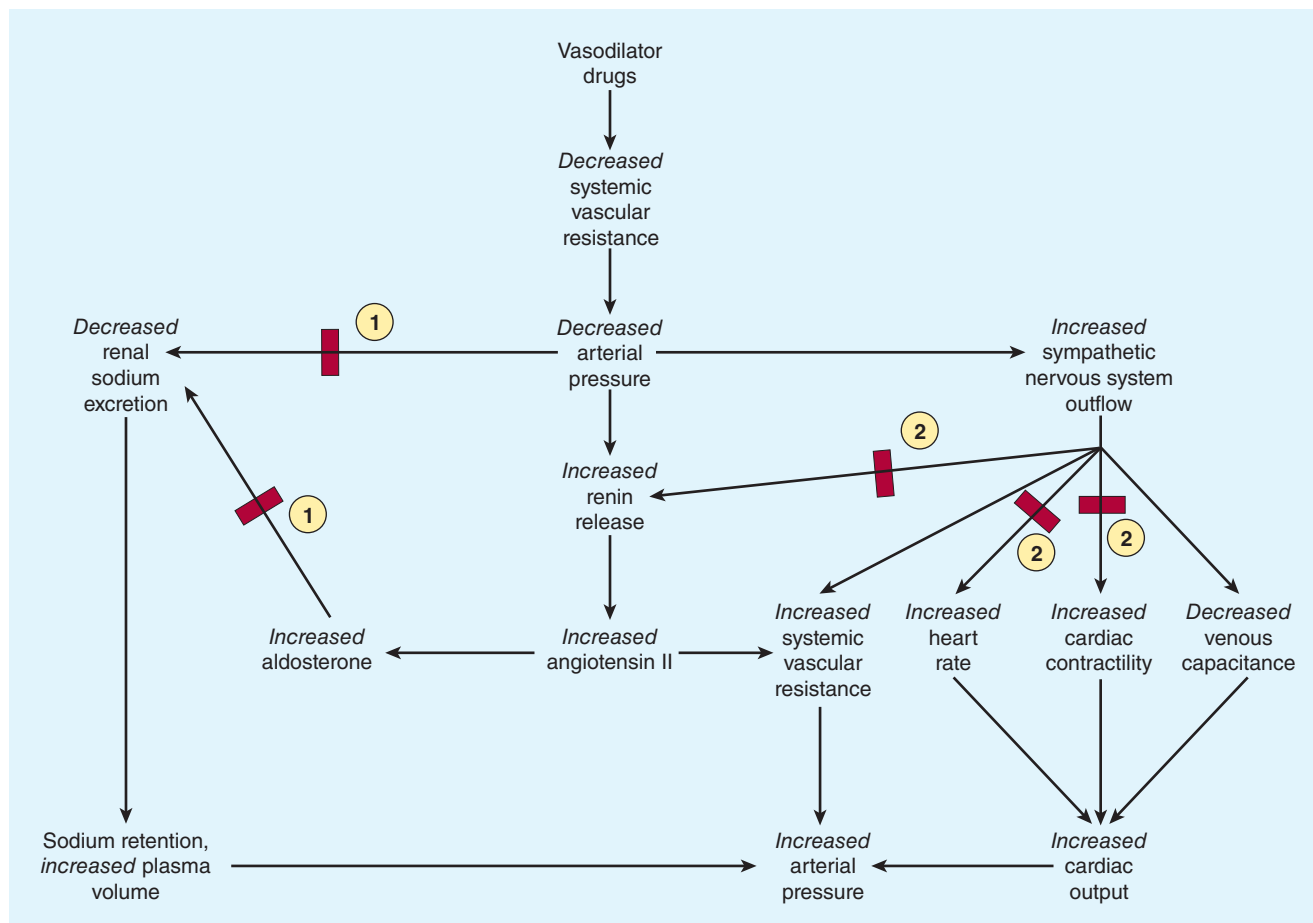 Vasodilator
drugs
Decreased
systemic
vascular
resistance
1
Decreased
renal
sodium
excretion
Decreased
arterial
pressure
Increased
sympathetic
nervous system
outflow
2
Increased
renin
release
1
2
2
Increased
aldosterone
Increased
angiotensin II
Increased
systemic
vascular
resistance
Increased
heart
rate
Increased
cardiac
contractility
Decreased
venous
capacitance
Sodium retention,
increased plasma
volume
Increased
arterial
pressure
Increased
cardiac
output